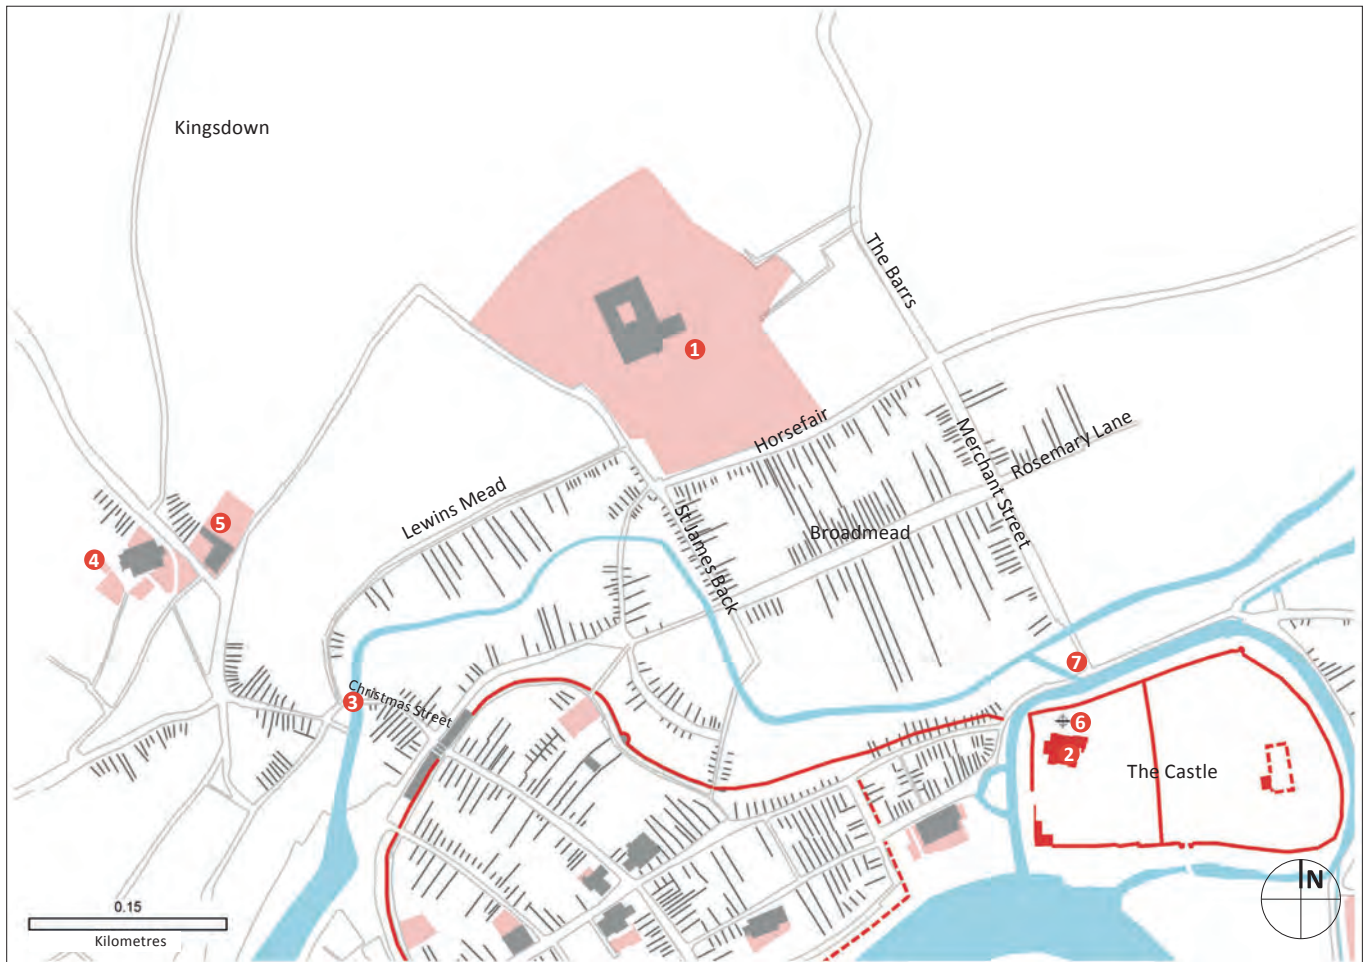 Kingsdown
The Barrs
1
Horsefair
Merchant Street
Rosemary Lane
Lewins Mead
St James Back
Broadmead
5
4
7
3
Christmas Street
6
2
The Castle
N
0.15
Kilometres